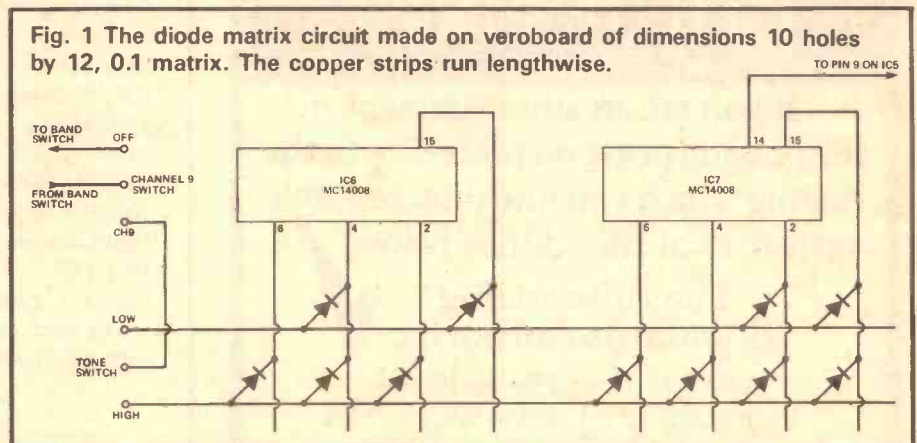 Fig. 1 The diode matrix circuit made on veroboard of dimensions 10 holes
by 12, 0.1 matrix. The copper strips run lengthwise.
TO PIN 9 ON IC5
TO BAND
SWITCH
OFF
FROM BAND
SWITCH
CHANNEL 9
SWITCH
CH9
15
IC6
MC14008
6
4
2
14
15
IC7
MC14008
6
4
2
LOW
TONE
SWITCH
HIGH